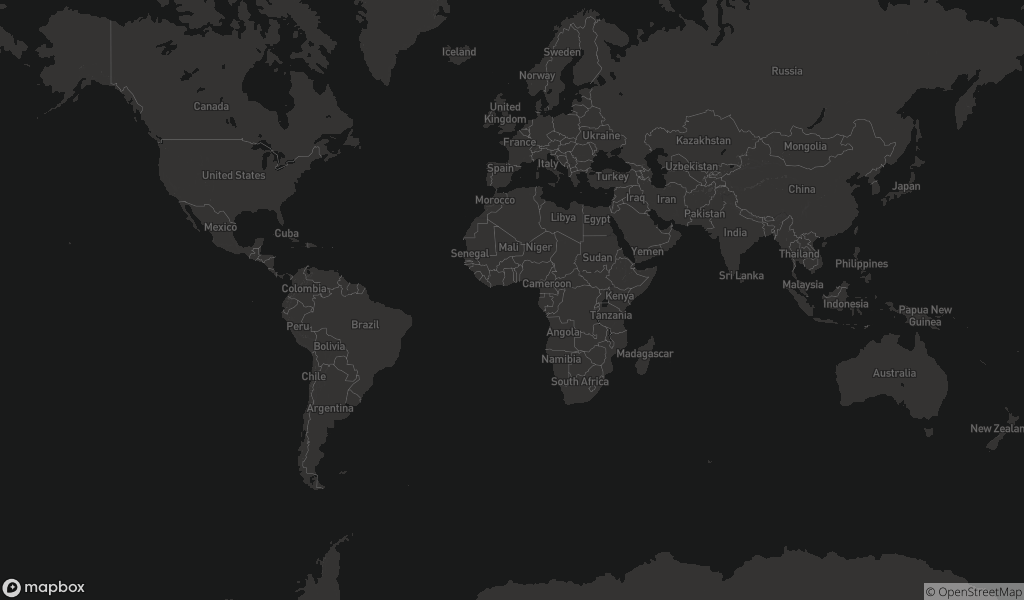 Iceland
Sweden
Norway
Russia
Canada
United
Kingdom
Ukraine
France
Kazakhstan
Mongolia
Italy
Spain
Uzbekistan
United States
Turkey
China
Japan
Morocco
Iraq
Iran
Pakistan
Libya
Egypt
Mexico
Cuba
India
Mali
Niger
Senegal
Yemen
Thailand
Sudan
Philippines
Sri Lanka
Cameroon
Malaysia
Colombia
Kenya
Indonesia
Papua New
Guinea
Tanzania
Peru
Brazil
Angola
Bolivia
Madagascar
Namibia
Chile
Australia
South Africa
Argentina
New Zealan
mapbox
© OpenStreetMap